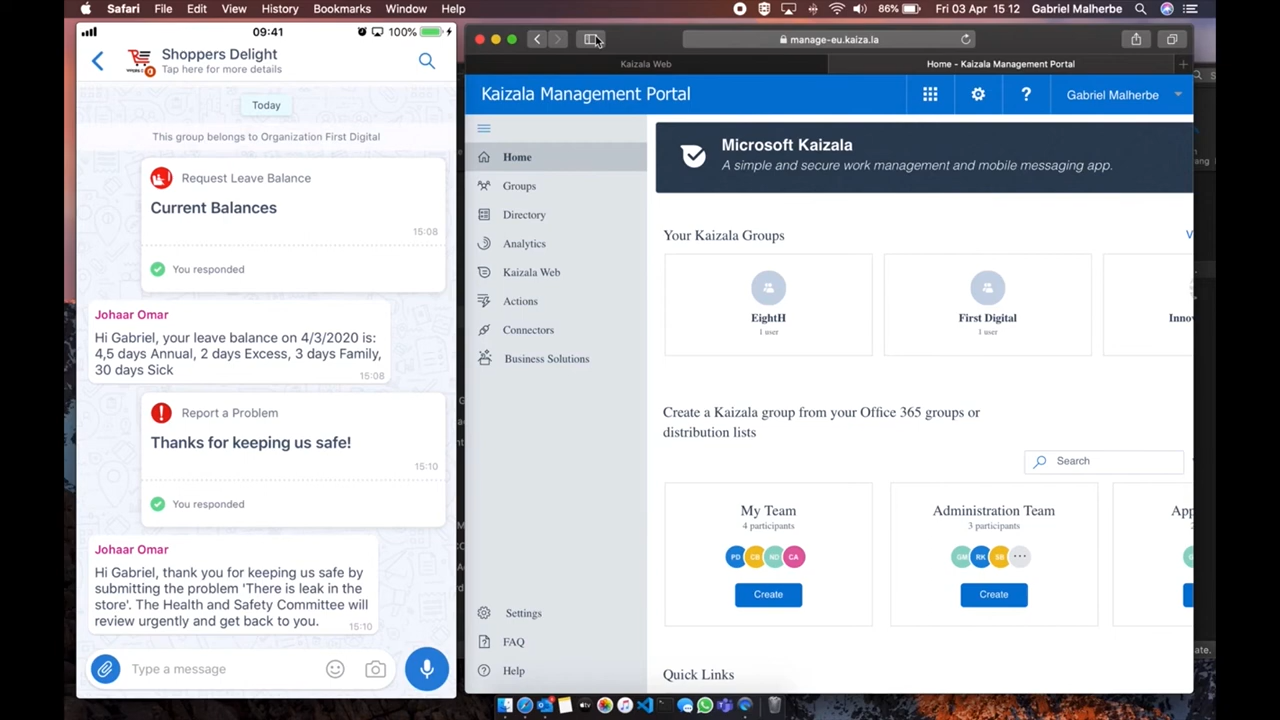 Safari File Edit View History Bookmarks Window Help 86% Fri 03 Apr 15 12 Gabriel Malherbe
09:41 100%
Shoppers Delight
Tap here for more details
Today
This group belongs to Organization First Digital
Request Leave Balance
Current Balances
15:08
You responded
Johaar Omar
Hi Gabriel, your leave balance on 4/3/2020 is:
4,5 days Annual, 2 days Excess, 3 days Family,
30 days Sick
15:08
Report a Problem
Thanks for keeping us safe!
15:10
You responded
Johaar Omar
Hi Gabriel, thank you for keeping us safe by
submitting the problem 'There is leak in the
store'. The Health and Safety Committee will
review urgently and get back to you.
15:10
Type a message
manage-eu.kaiza.la
Kaizala Web
Home - Kaizala Management Portal
Kaizala Management Portal
?
Gabriel Malherbe
Home
Groups
Directory
Analytics
Kaizala Web
Actions
Connectors
Business Solutions
Settings
FAQ
Help
Microsoft Kaizala
A simple and secure work management and mobile messaging app.
Your Kaizala Groups
V
EightH
1 user
First Digital
1 user
Inno
Create a Kaizala group from your Office 365 groups or
distribution lists
Search
My Team
4 participants
PD CB ND CA
Create
Administration Team
3 participants
GM RK SB ...
Create
App
Quick Links